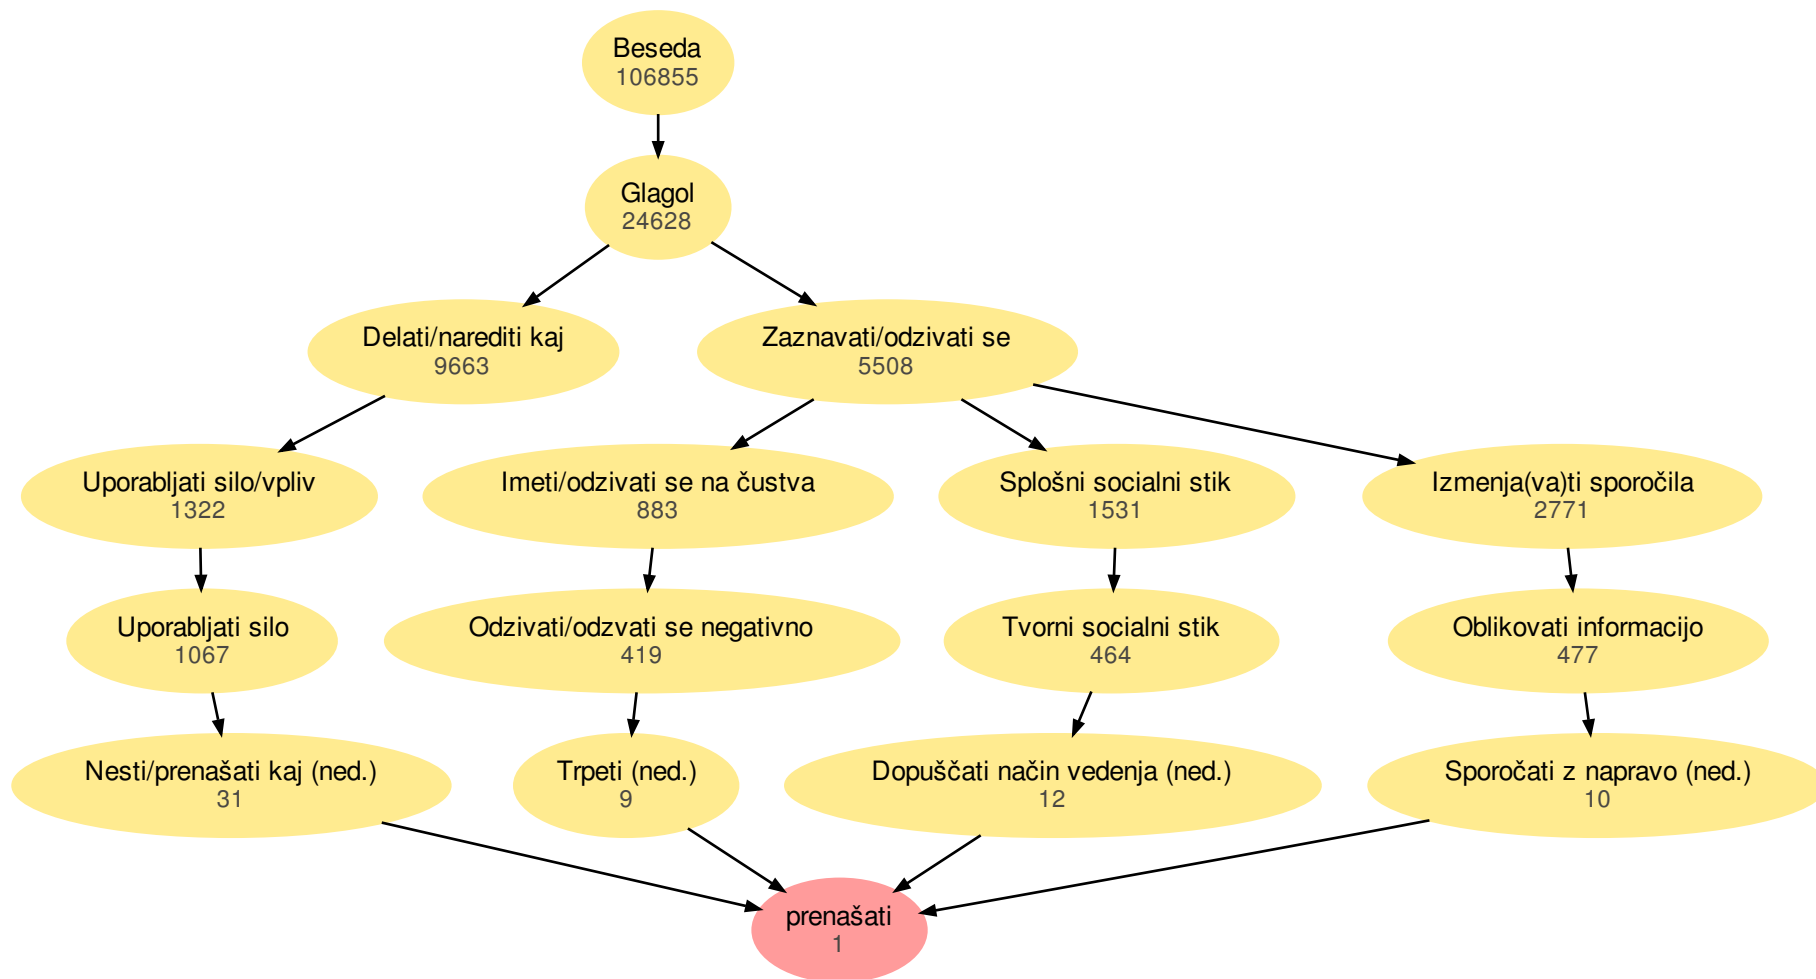 Beseda
106855
Glagol
24628
Delati/narediti kaj
9663
Zaznavati/odzivati se
5508
Uporabljati silo/vpliv
1322
Imeti/odzivati se na čustva
883
Splošni socialni stik
1531
Izmenja(va)ti sporočila
2771
Uporabljati silo
1067
Odzivati/odzvati se negativno
419
Tvorni socialni stik
464
Oblikovati informacijo
477
Nesti/prenašati kaj (ned.)
31
Trpeti (ned.)
9
Dopuščati način vedenja (ned.)
12
Sporočati z napravo (ned.)
10
prenašati
1